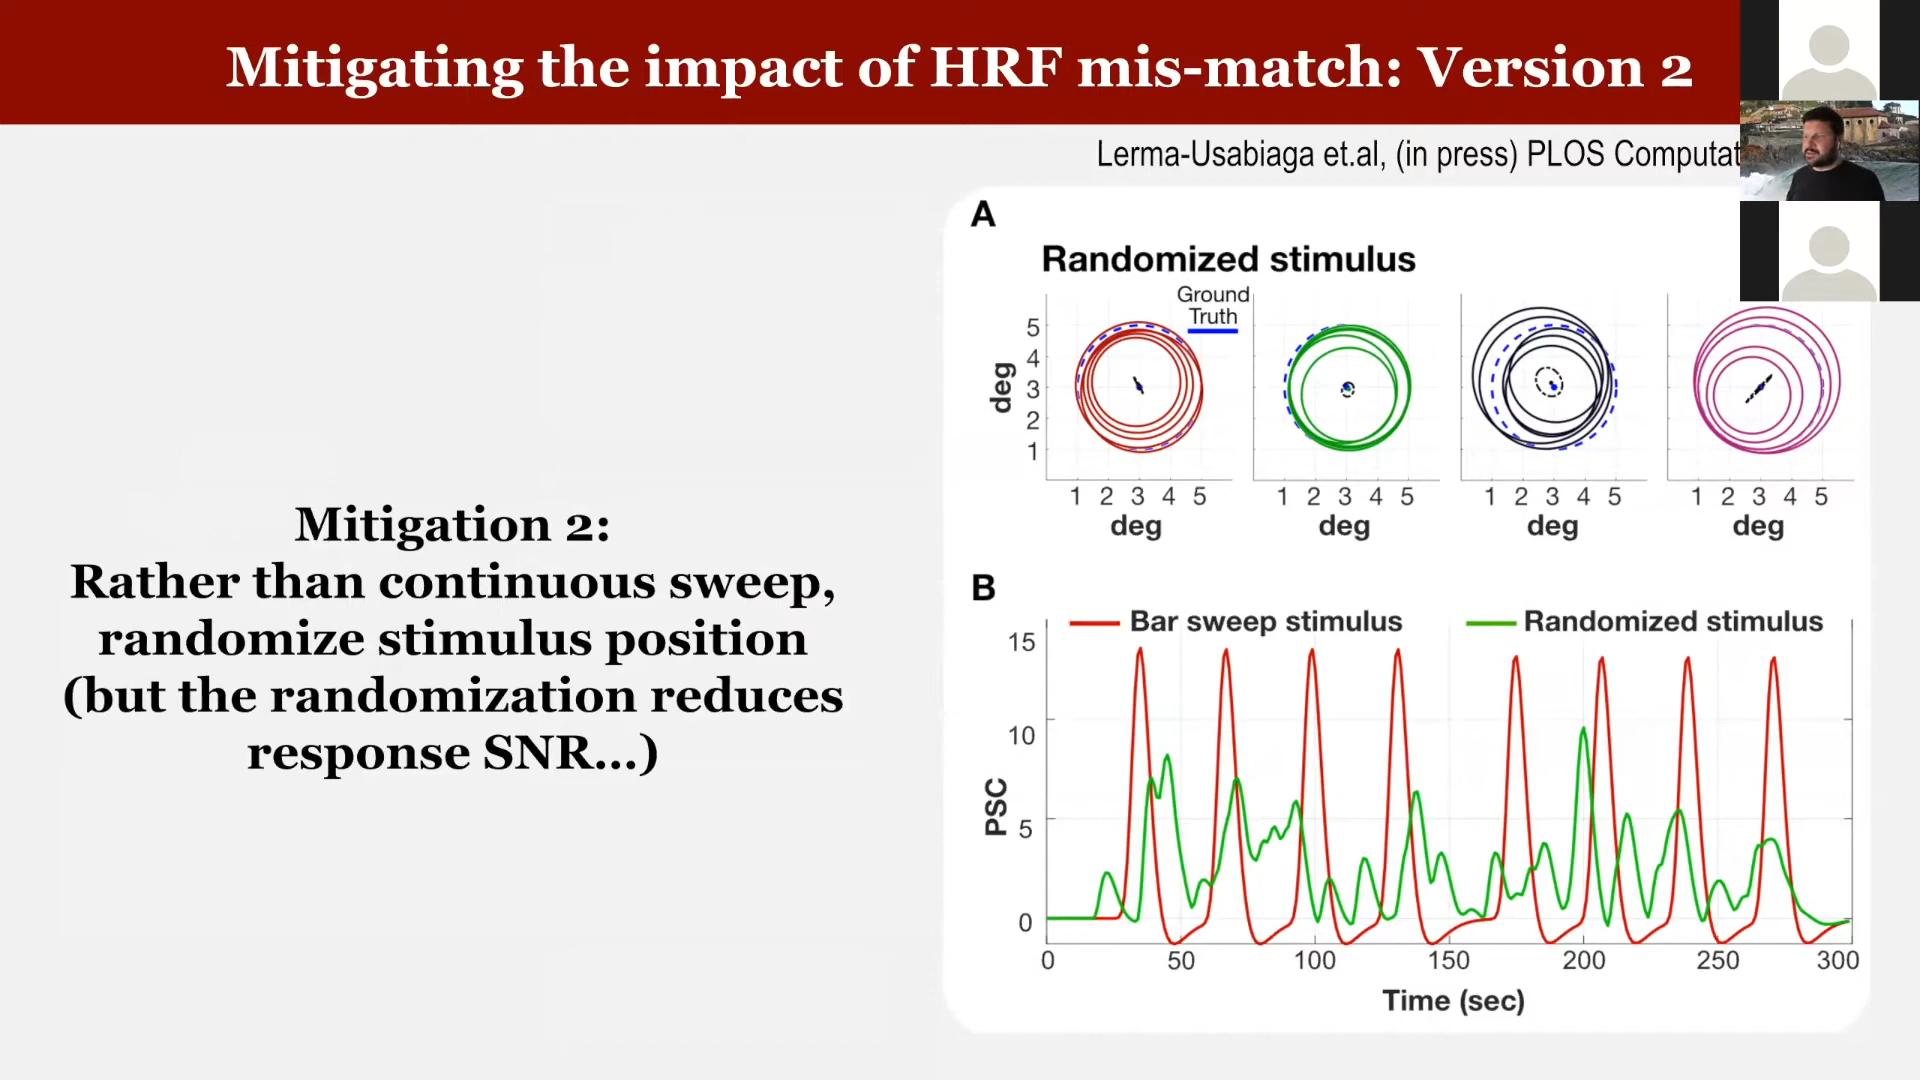 Mitigating the impact of HRF mis-match: Version 2
Lerma-Usabiaga et.al, (in press) PLOS
Mitigation 2:
Rather than continuous sweep,
randomize stimulus position
(but the randomization reduces
response SNR...)
A
Randomized stimulus
Ground
Truth
deg
5
4
3
2
1
1 2 3 4 5
deg
1 2 3 4 5
deg
1 2 3 4 5
deg
1 2 3 4 5
deg
B
Bar sweep stimulus
Randomized stimulus
PSC
15
10
5
0
0 50 100 150 200 250 300
Time (sec)